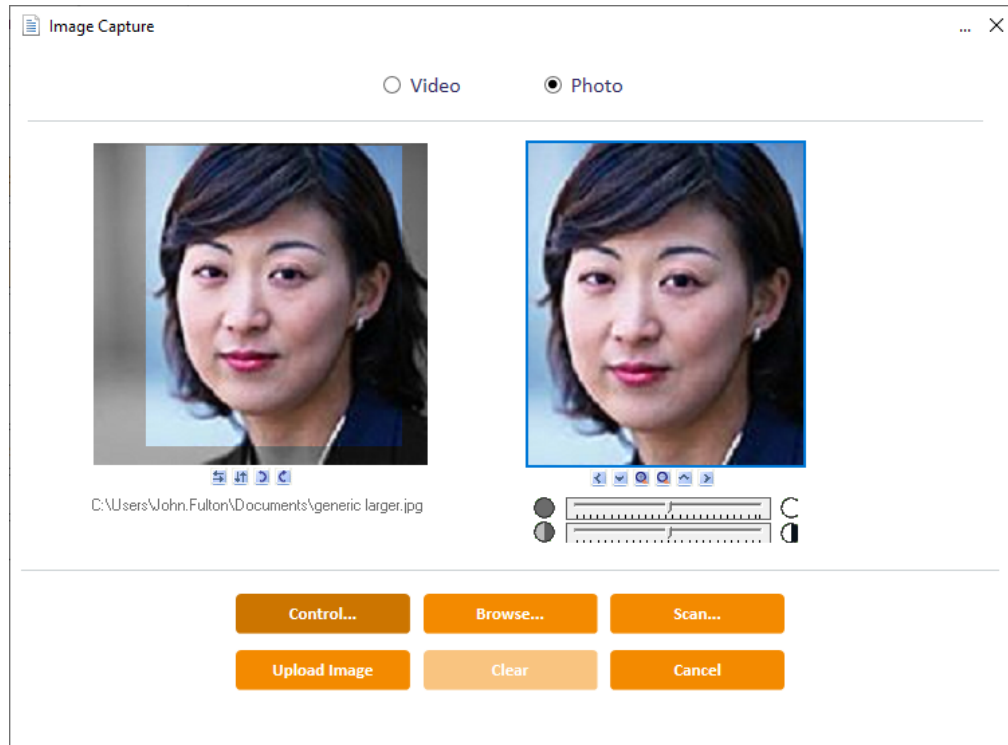 Image Capture ...
Video Photo
C:\Users\John.Fulton\Documents\generic larger.jpg
Control... Browse... Scan...
Upload Image Clear Cancel